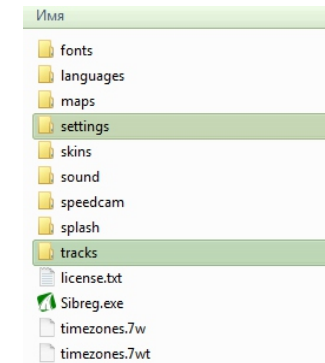 Имя
fonts
languages
maps
settings
skins
sound
speedcam
splash
tracks
license.txt
Sibreg.exe
timezones.7w
timezones.7wt